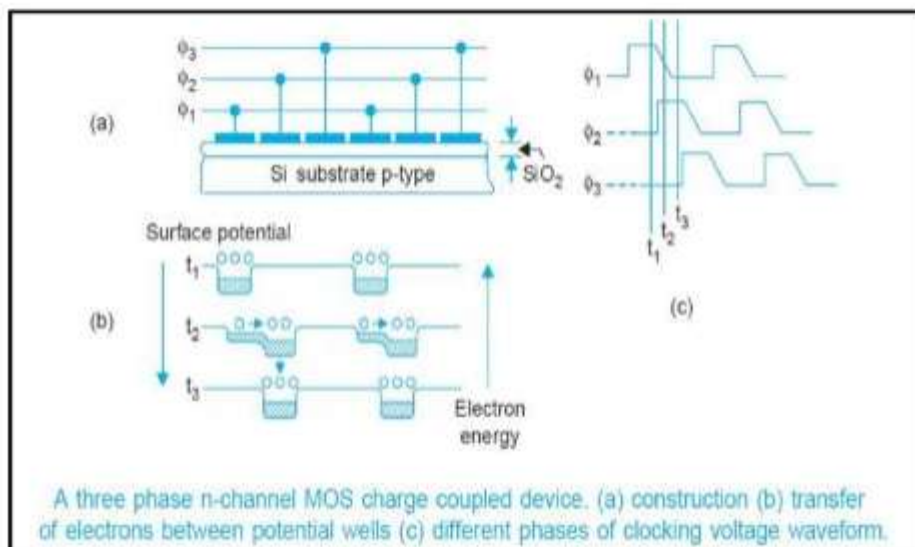 ϕ3
ϕ2
ϕ1
(a)
Si substrate p-type
SiO2
ϕ1
ϕ2
ϕ3
t1
t2
t3
(c)
Surface potential
t1
(b)
t2
t3
Electron
energy
A three phase n-channel MOS charge coupled device. (a) construction (b) transfer
of electrons between potential wells (c) different phases of clocking voltage waveform.